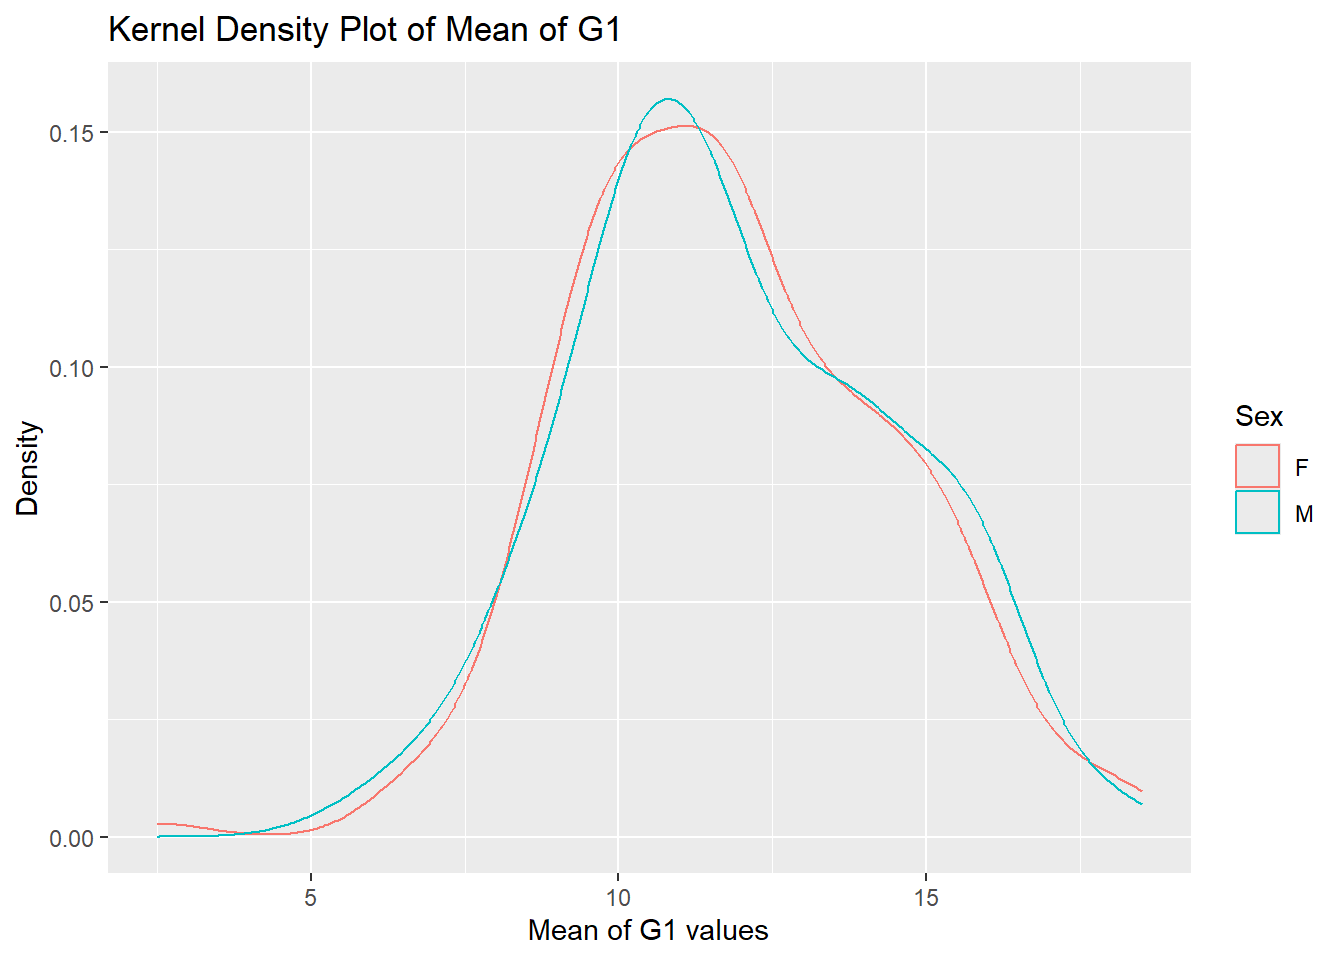 Kernel Density Plot of Mean of G1
0.15
0.10
0.05
0.00
Density
5
10
15
Mean of G1 values
Sex
F
M